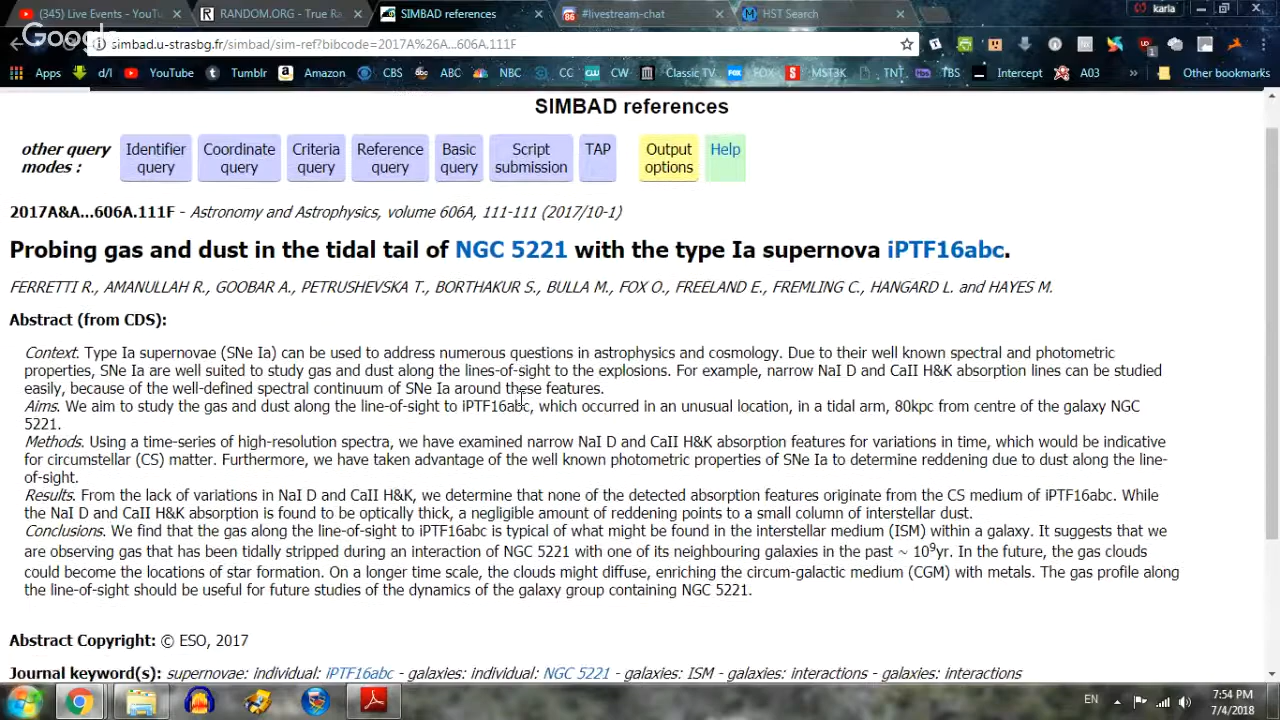 (345) Live Events - YouTu
RANDOM.ORG - True Ra
SIMBAD references
#livestream-chat
HST Search
karla
Google
simbad.u-strasbg.fr/simbad/sim-ref?bibcode=2017A%26A...606A.111F
Apps d/l YouTube Tumblr Amazon CBS ABC NBC CC CW Classic TV FOX MST3K TNT TBS Intercept A03 » Other bookmarks
SIMBAD references
other query modes :
Identifier query
Coordinate query
Criteria query
Reference query
Basic query
Script submission
TAP
Output options
Help
2017A&A...606A.111F - Astronomy and Astrophysics, volume 606A, 111-111 (2017/10-1)
Probing gas and dust in the tidal tail of NGC 5221 with the type Ia supernova iPTF16abc.
FERRETTI R., AMANULLAH R., GOOBAR A., PETRUSHEVSKA T., BORTHAKUR S., BULLA M., FOX O., FREELAND E., FREMLING C., HANGARD L. and HAYES M.
Abstract (from CDS):
Context. Type Ia supernovae (SNe Ia) can be used to address numerous questions in astrophysics and cosmology. Due to their well known spectral and photometric
properties, SNe Ia are well suited to study gas and dust along the lines-of-sight to the explosions. For example, narrow NaI D and CaII H&K absorption lines can be studied
easily, because of the well-defined spectral continuum of SNe Ia around these features.
Aims. We aim to study the gas and dust along the line-of-sight to iPTF16abc, which occurred in an unusual location, in a tidal arm, 80kpc from centre of the galaxy NGC
5221.
Methods. Using a time-series of high-resolution spectra, we have examined narrow NaI D and CaII H&K absorption features for variations in time, which would be indicative
for circumstellar (CS) matter. Furthermore, we have taken advantage of the well known photometric properties of SNe Ia to determine reddening due to dust along the line-
of-sight.
Results. From the lack of variations in NaI D and CaII H&K, we determine that none of the detected absorption features originate from the CS medium of iPTF16abc. While
the NaI D and CaII H&K absorption is found to be optically thick, a negligible amount of reddening points to a small column of interstellar dust.
Conclusions. We find that the gas along the line-of-sight to iPTF16abc is typical of what might be found in the interstellar medium (ISM) within a galaxy. It suggests that we
are observing gas that has been tidally stripped during an interaction of NGC 5221 with one of its neighbouring galaxies in the past ~ 10⁹yr. In the future, the gas clouds
could become the locations of star formation. On a longer time scale, the clouds might diffuse, enriching the circum-galactic medium (CGM) with metals. The gas profile along
the line-of-sight should be useful for future studies of the dynamics of the galaxy group containing NGC 5221.
Abstract Copyright: © ESO, 2017
Journal keyword(s): supernovae: individual: iPTF16abc - galaxies: individual: NGC 5221 - galaxies: ISM - galaxies: interactions - galaxies: interactions
EN
7:54 PM
7/4/2018